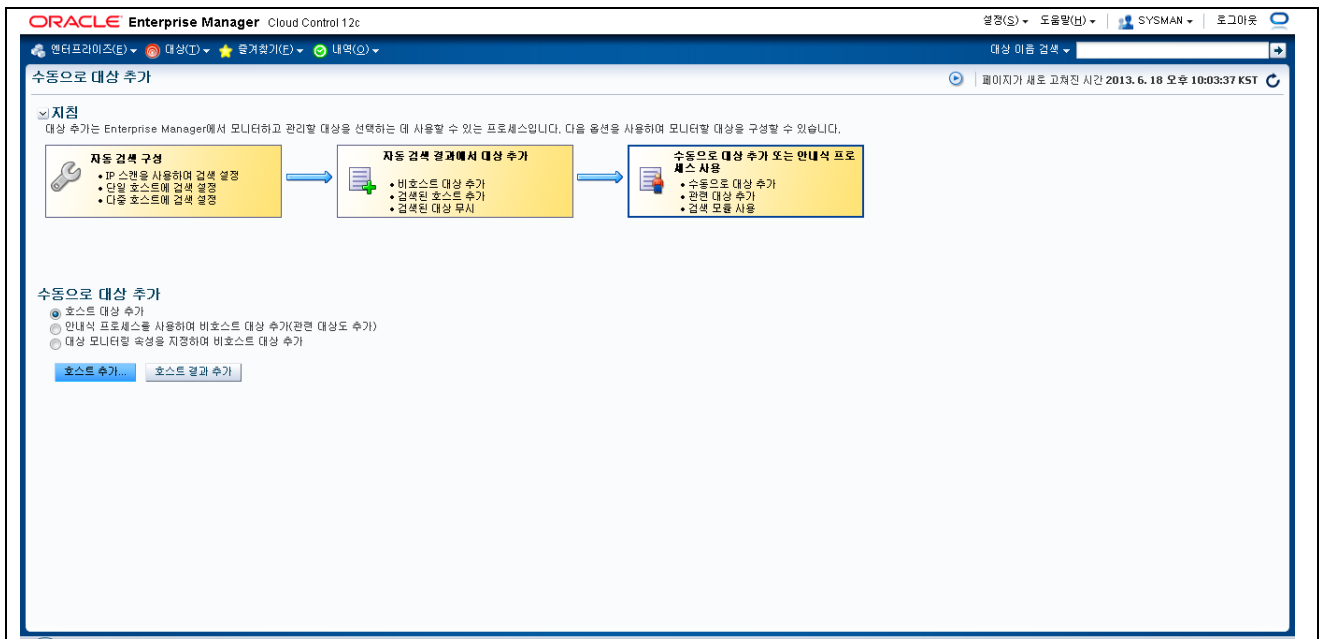 ORACLE Enterprise Manager Cloud Control 12c
설정(S) 도움말(H) SYSMAN 로그아웃
엔터프라이즈(E) 대상(T) 즐겨찾기(F) 내역(O) 대상 이름 검색
수동으로 대상 추가 페이지가 새로 고쳐진 시간 2013. 6. 18 오후 10:03:37 KST
지침
대상 추가는 Enterprise Manager에서 모니터하고 관리할 대상을 선택하는 데 사용할 수 있는 프로세스입니다. 다음 옵션을 사용하여 모니터할 대상을 구성할 수 있습니다.
자동 검색 구성
• IP 스캔을 사용하여 검색 설정
• 단일 호스트에 검색 설정
• 다중 호스트에 검색 설정
자동 검색 결과에서 대상 추가
• 비호스트 대상 추가
• 검색된 호스트 추가
• 검색된 대상 무시
수동으로 대상 추가 또는 안내식 프로
세스 사용
• 수동으로 대상 추가
• 관련 대상 추가
• 검색 모듈 사용
수동으로 대상 추가
호스트 대상 추가
안내식 프로세스를 사용하여 비호스트 대상 추가(관련 대상도 추가)
대상 모니터링 속성을 지정하여 비호스트 대상 추가
호스트 추가... 호스트 결과 추가